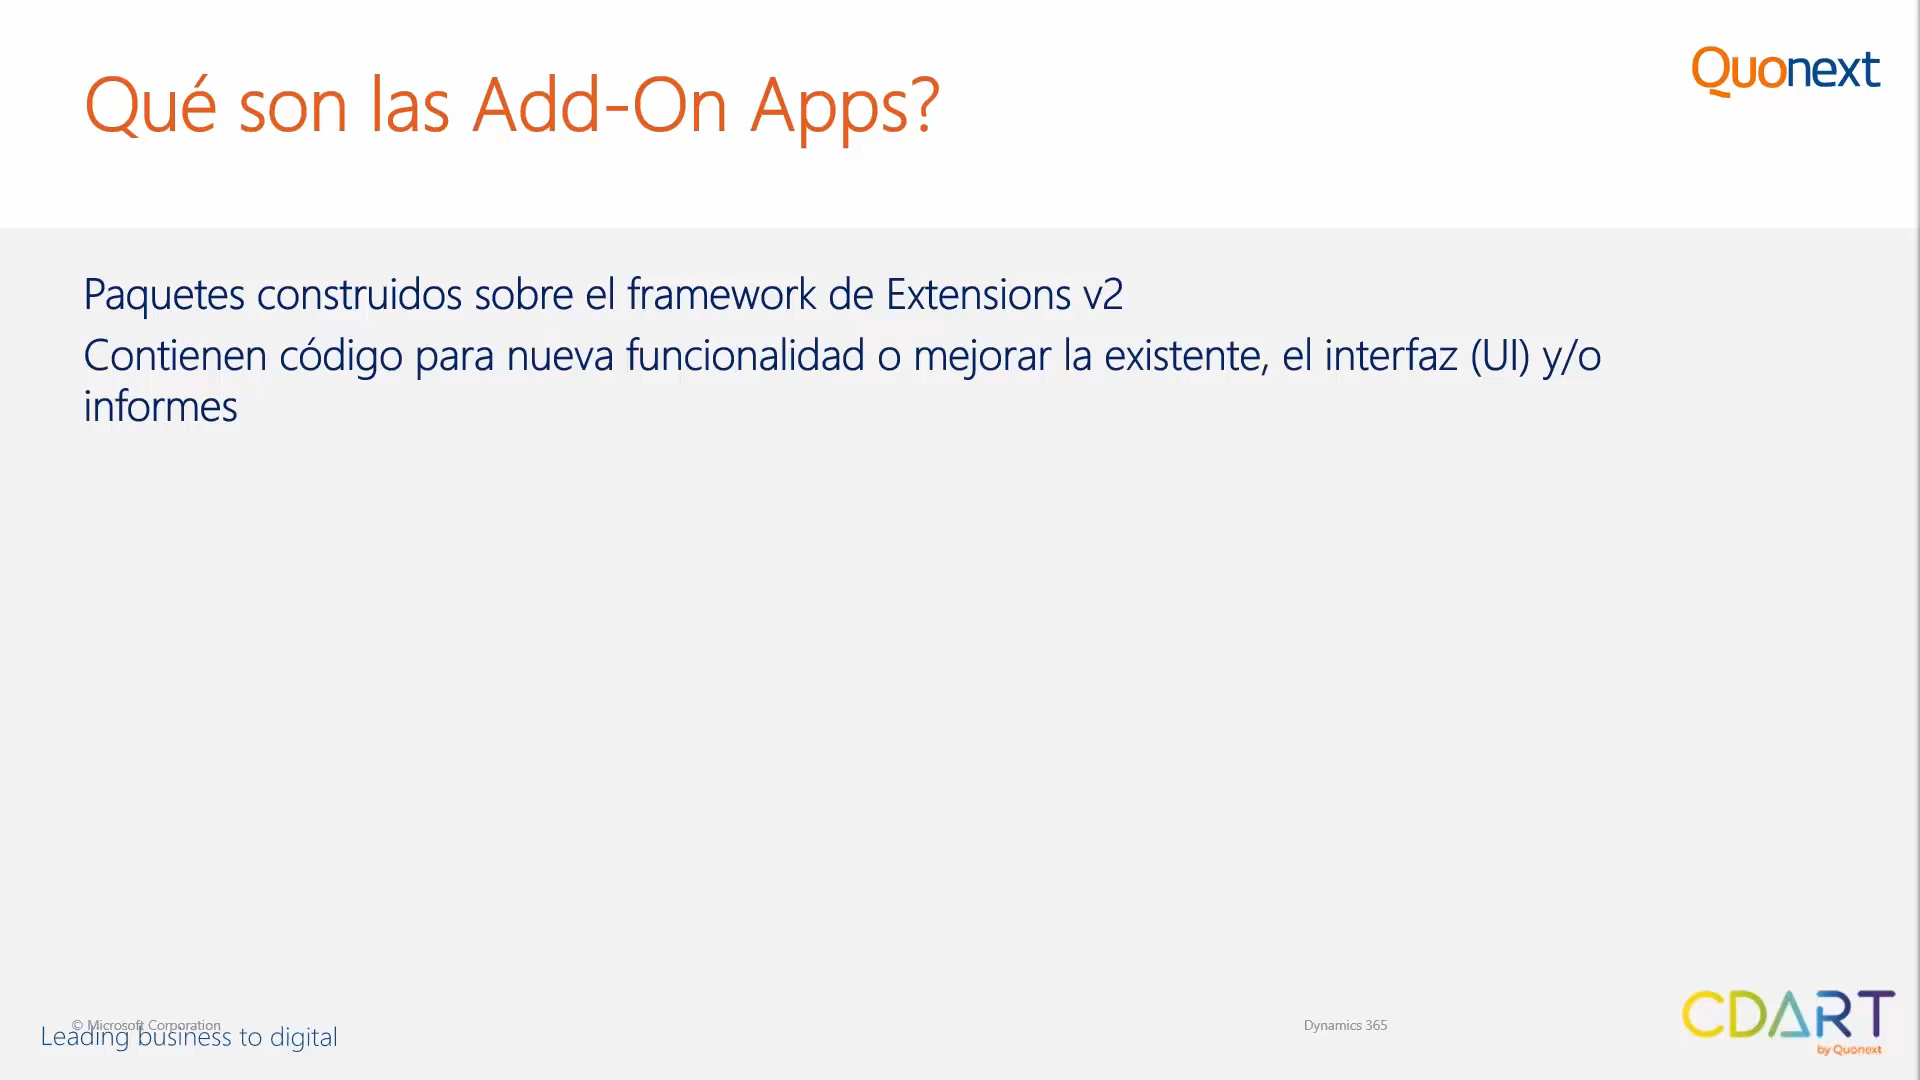 Qué son las Add-On Apps?
Quonext
Paquetes construidos sobre el framework de Extensions v2
Contienen código para nueva funcionalidad o mejorar la existente, el interfaz (UI) y/o
informes
© Microsoft Corporation
Leading business to digital
Dynamics 365
CDART
by Quonext